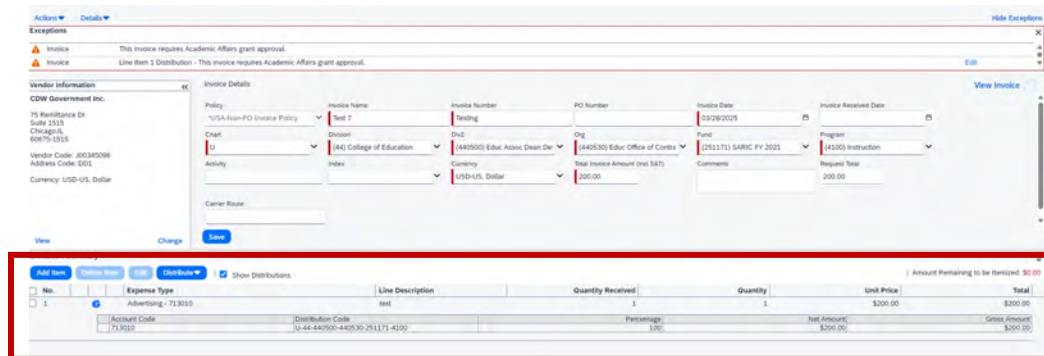 Actions Details Hide Exceptions
Exceptions
Invoice This invoice requires Academic Affairs grant approval.
Invoice Line Item 1 Distribution - This invoice requires Academic Affairs grant approval. Edit
Vendor Information Invoice Details View Invoice
CDW Government Inc.
75 Remittance Dr.
Suite 1515
Chicago,IL
60675-1515
Vendor Code: J00345096
Address Code: DD1
Currency: USD-US, Dollar
View Change
Policy Invoice Name Invoice Number PO Number Invoice Date Invoice Received Date
*USA-Non-PO Invoice Policy Test 7 Testing 03/28/2025
Chart Division Div2 Org Fund Program
U (44) College of Education (440500) Educ Assoc Dean De (440530) Educ Office of Contra (251171) SARIC FY 2021 (4100) Instruction
Activity Index Currency Total Invoice Amount (incl S&T) Comments Request Total
USD-US, Dollar 200.00 200.00
Carrier Route
Save
Add Item Delete Item Edit Distribute Show Distributions Amount Remaining to be Itemized: $0.00
No. Expense Type Line Description Quantity Received Quantity Unit Price Total
1 Advertising - 713010 test 1 1 $200.00 $200.00
Account Code Distribution Code Percentage Net Amount Gross Amount
713010 U-44-440500-440530-251171-4100 100 $200.00 $200.00